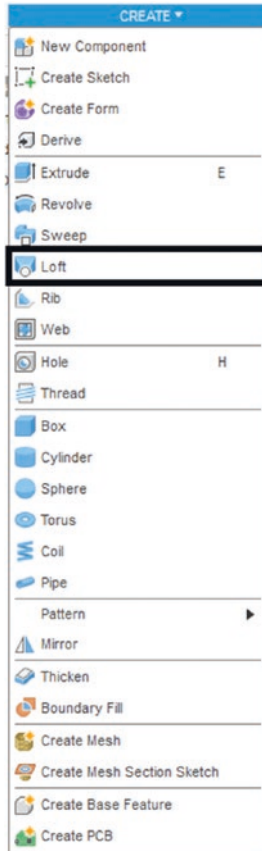 CREATE ▾
New Component
Create Sketch
Create Form
Derive
Extrude E
Revolve
Sweep
Loft
Rib
Web
Hole H
Thread
Box
Cylinder
Sphere
Torus
Coil
Pipe
Pattern
Mirror
Thicken
Boundary Fill
Create Mesh
Create Mesh Section Sketch
Create Base Feature
Create PCB